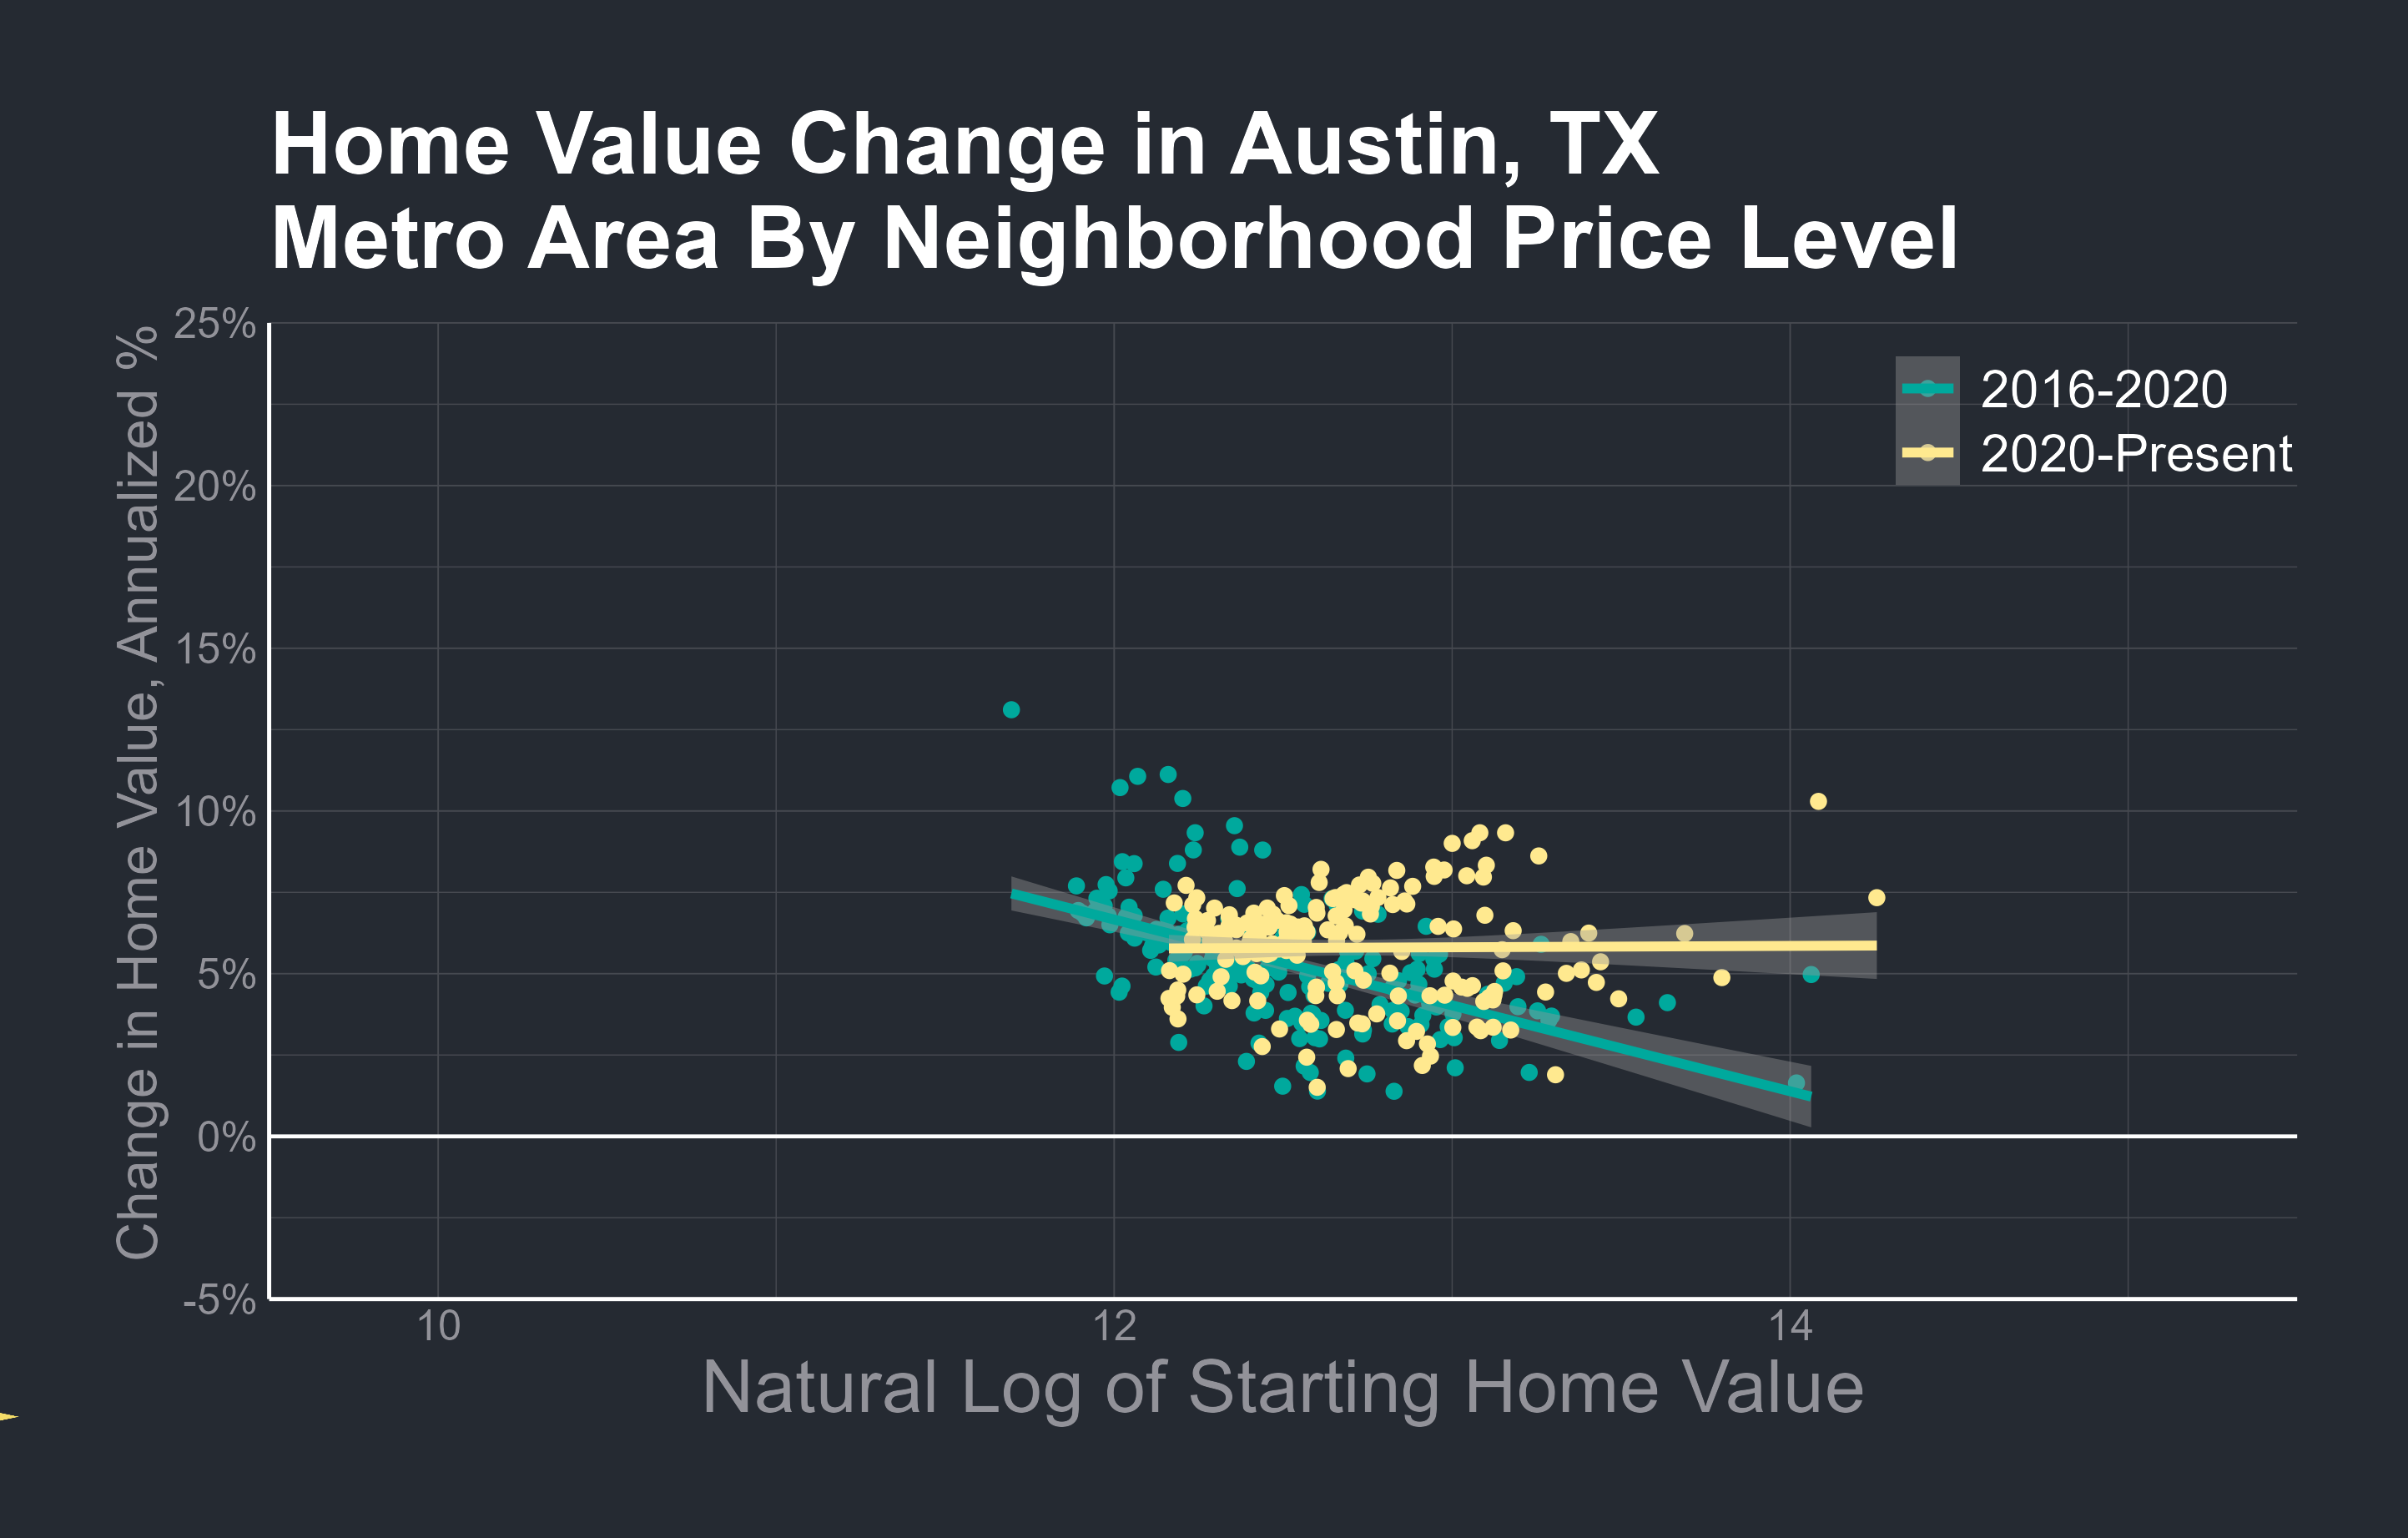 Home Value Change in Austin, TX
Metro Area By Neighborhood Price Level
Change in Home Value, Annualized %
25%
20%
15%
10%
5%
0%
-5%
2016-2020
2020-Present
10
12
14
Natural Log of Starting Home Value